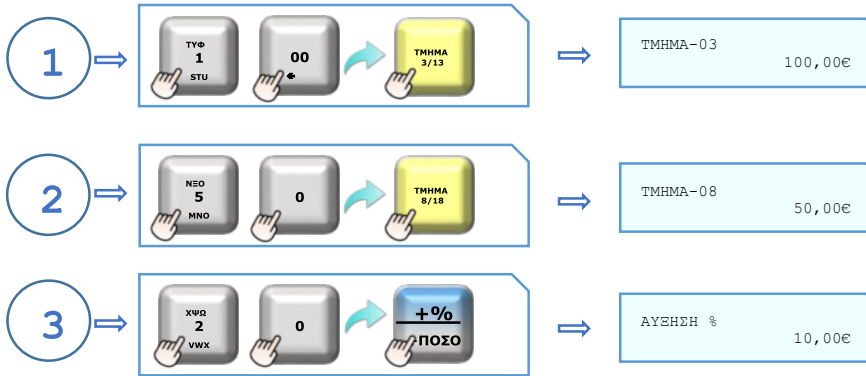 1
ΤΥΦ
1
STU
00
ΤΜΗΜΑ
3/13
ΤΜΗΜΑ-03
100,00€
2
ΝΞΟ
5
MNO
0
ΤΜΗΜΑ
8/18
ΤΜΗΜΑ-08
50,00€
3
ΧΨΩ
2
VWX
0
+%
ΠΟΣΟ
ΑΥΞΗΣΗ %
10,00€